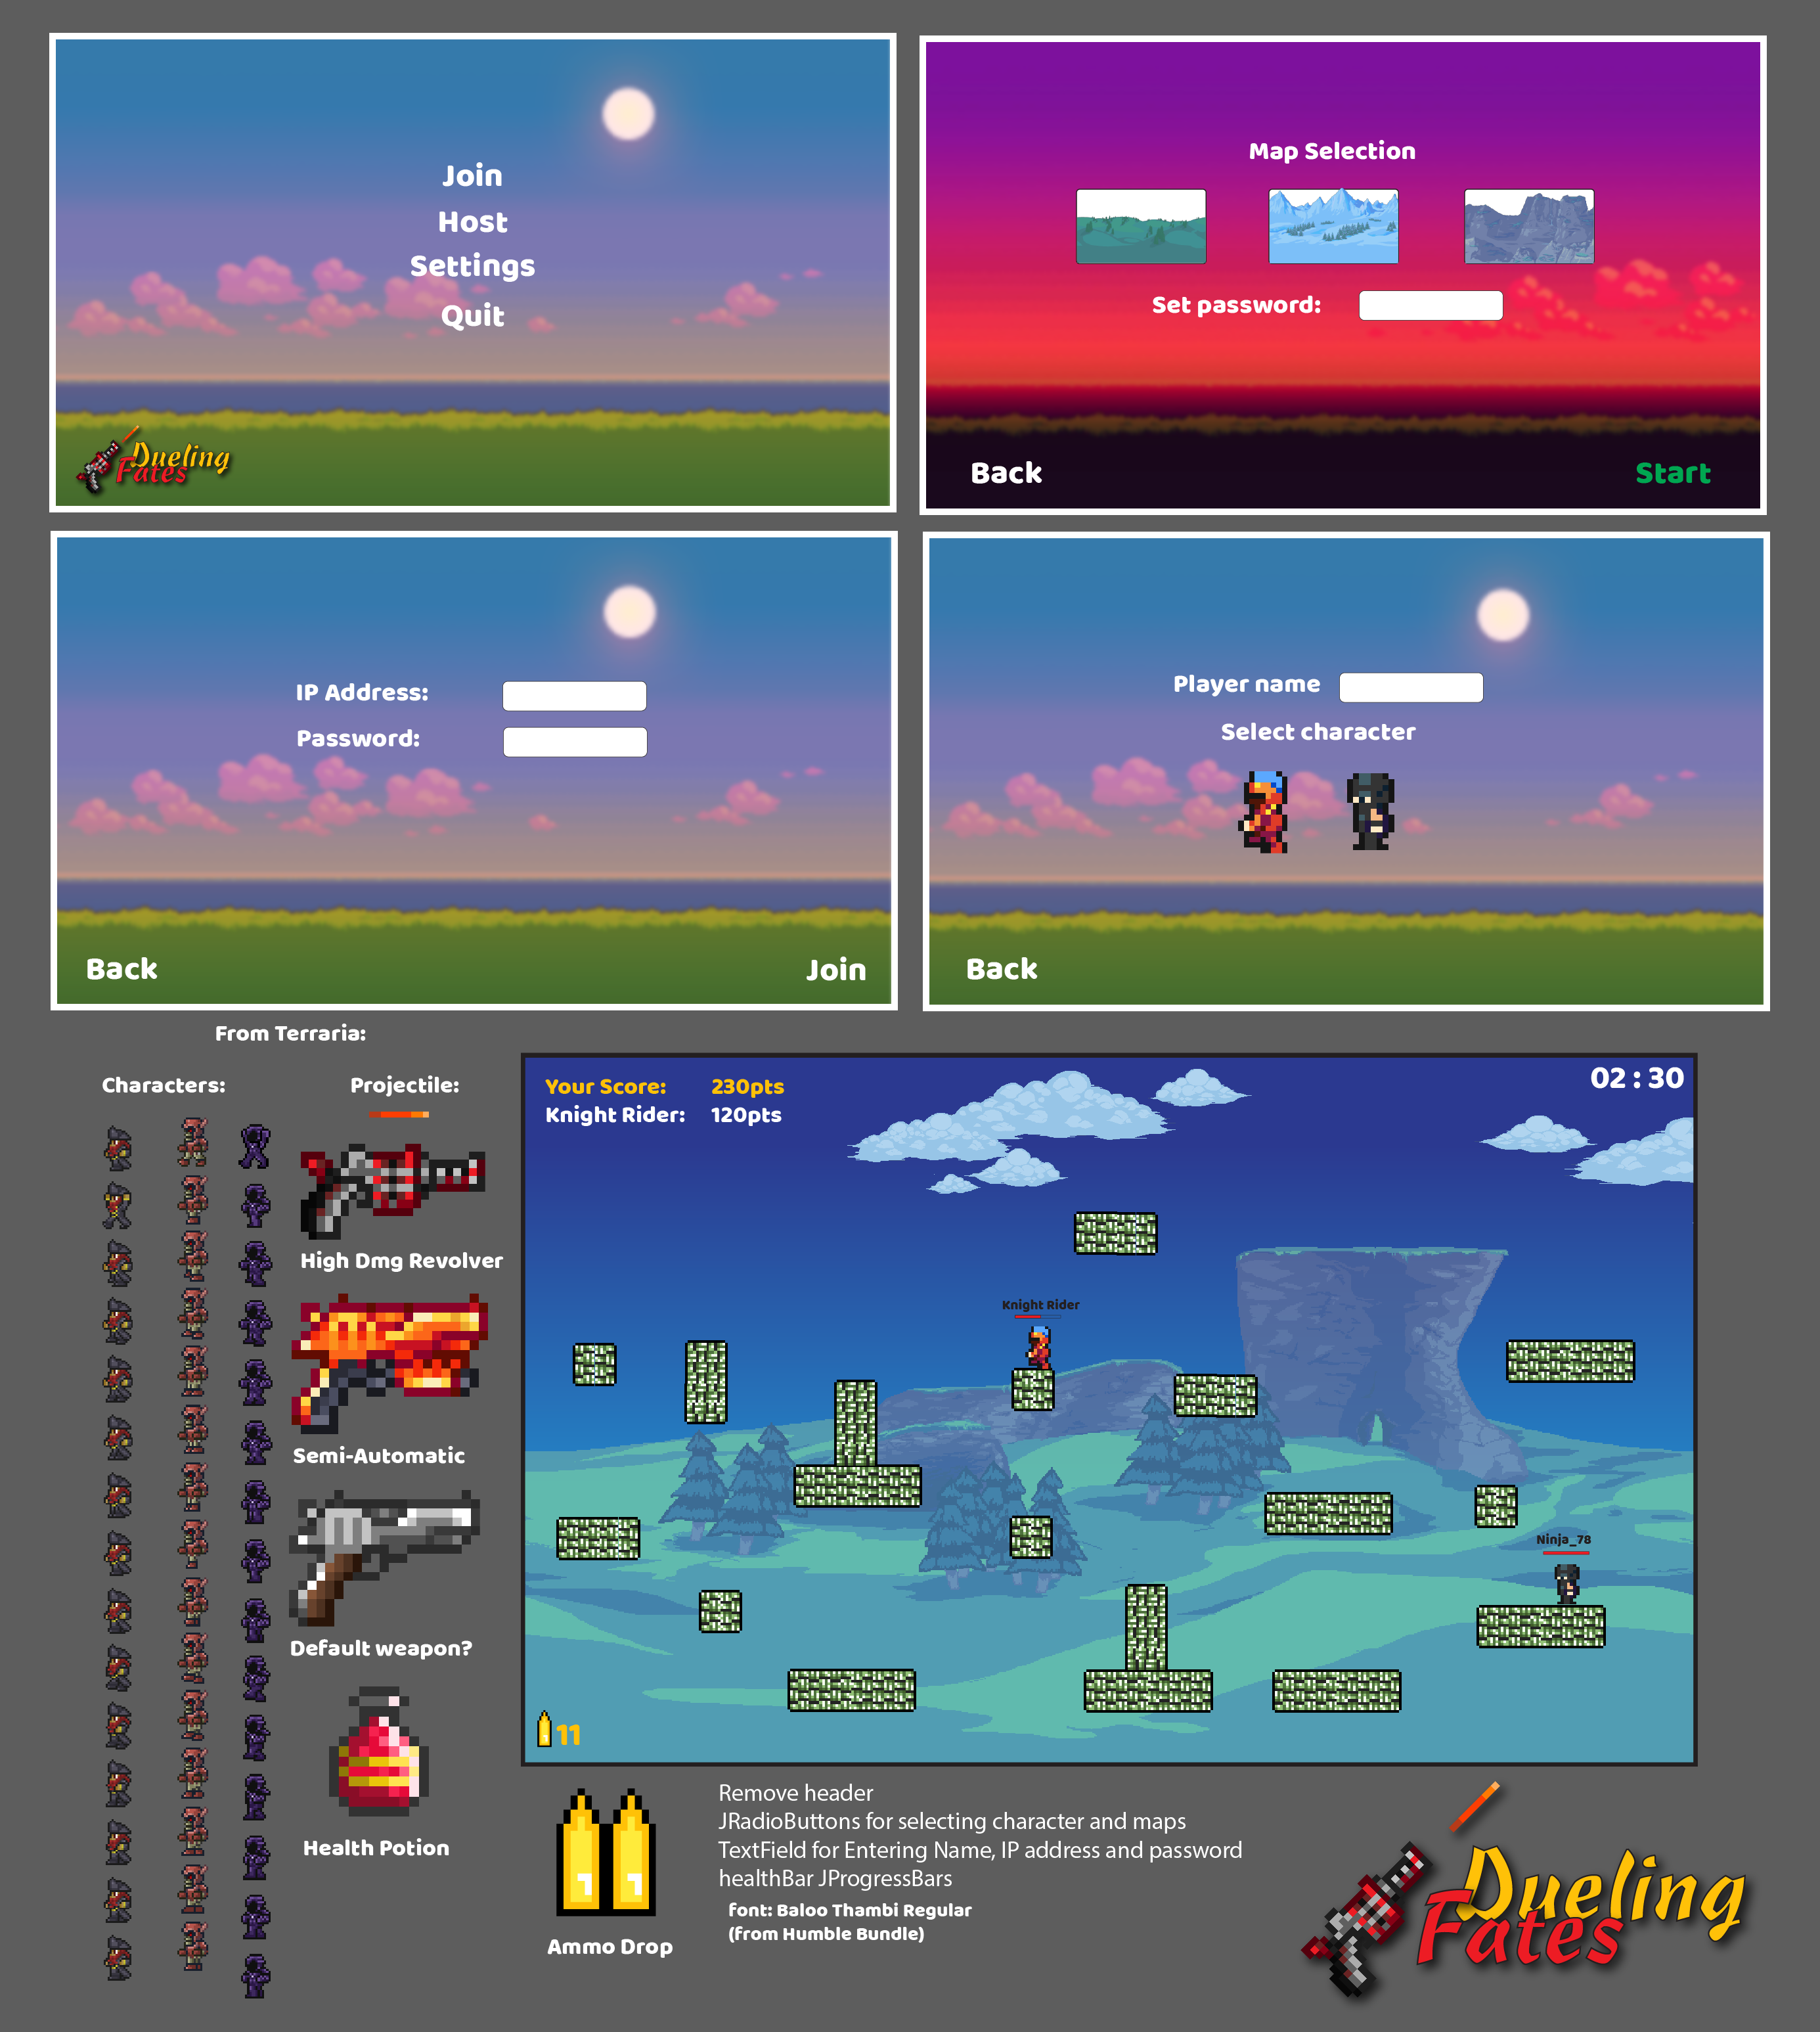 Join
Host
Settings
Quit
Dueling
Fates
Map Selection
Set password:
Back
Start
IP Address:
Password:
Back
Join
Player name
Select character
Back
From Terraria:
Characters:
Projectile:
High Dmg Revolver
Semi-Automatic
Default weapon?
Health Potion
Your Score: 230pts
Knight Rider: 120pts
02 : 30
Knight Rider
Ninja_78
11
Ammo Drop
Remove header
JRadioButtons for selecting character and maps
TextField for Entering Name, IP address and password
healthBar JProgressBars
font: Baloo Thambi Regular
(from Humble Bundle)
Dueling
Fates